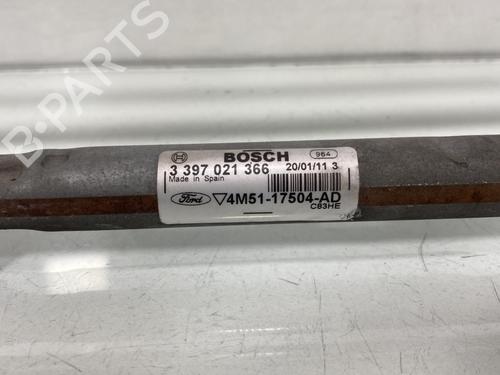 BOSCH
964
3 397 021 366
20/01/11 3
Made in Spain
Ford
4M51-17504-AD
C83HE
B-PARTS